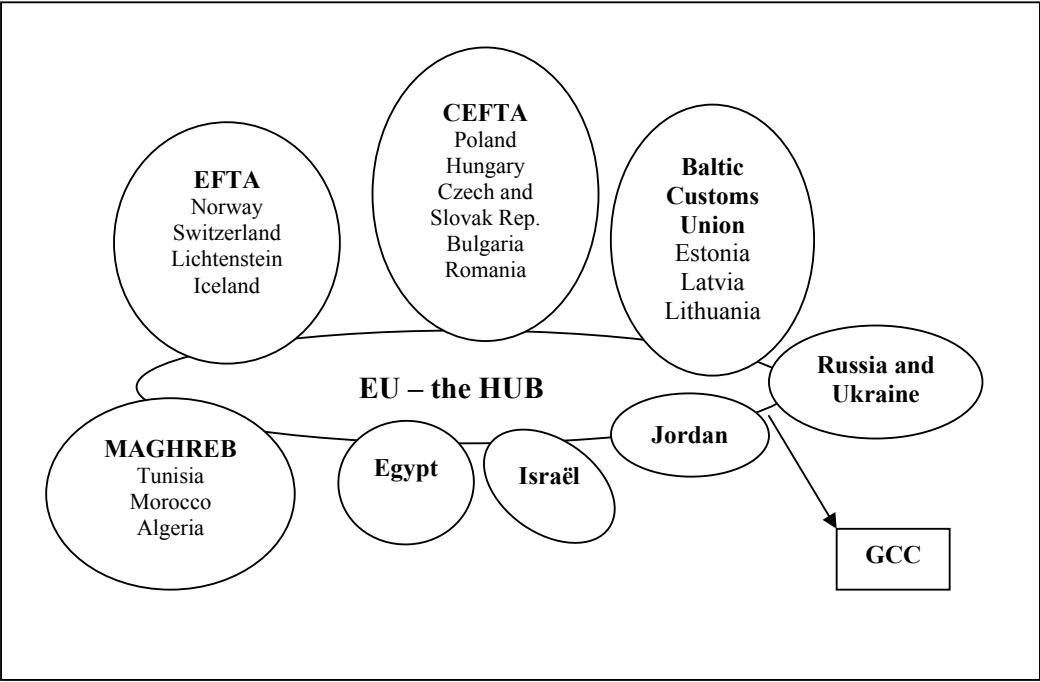 EFTA
Norway
Switzerland
Lichtenstein
Iceland
CEFTA
Poland
Hungary
Czech and
Slovak Rep.
Bulgaria
Romania
Baltic
Customs
Union
Estonia
Latvia
Lithuania
Russia and
Ukraine
EU – the HUB
MAGHREB
Tunisia
Morocco
Algeria
Egypt
Israël
Jordan
GCC